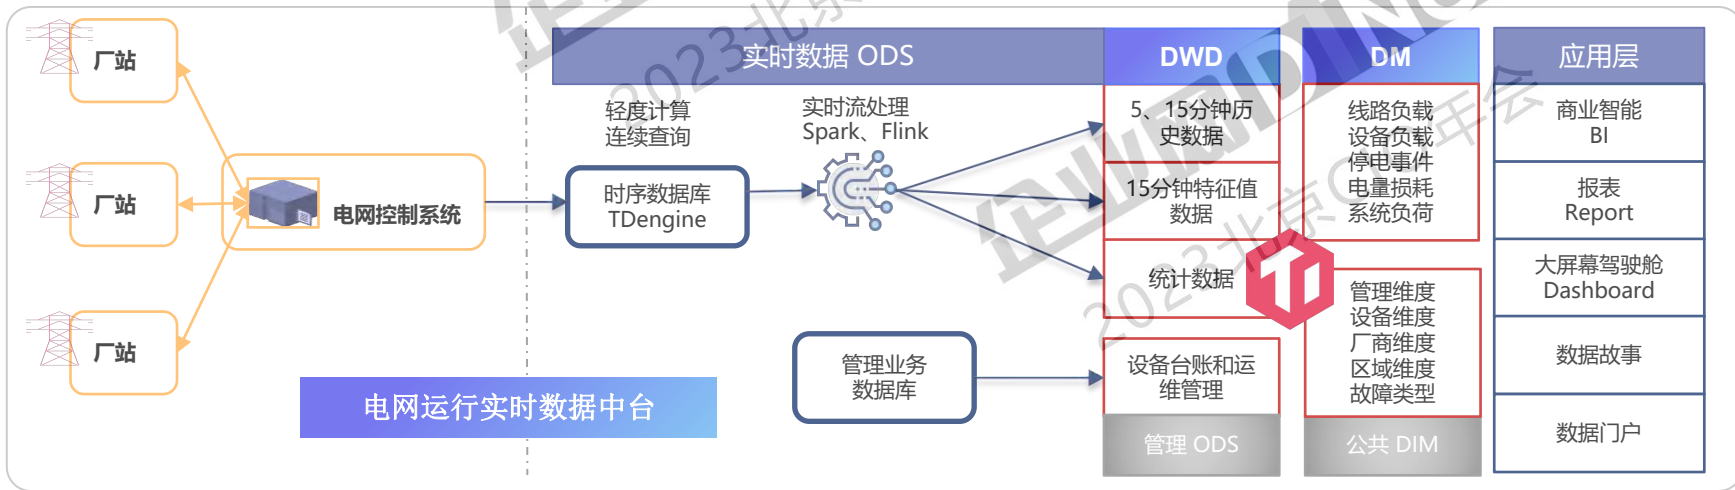 厂站
厂站
厂站
电网控制系统
电网运行实时数据中台
实时数据 ODS
轻度计算
连续查询
时序数据库
TDengine
实时流处理
Spark、Flink
管理业务
数据库
DWD
5、15分钟历
史数据
15分钟特征值
数据
统计数据
设备台账和运
维管理
管理 ODS
DM
线路负载
设备负载
停电事件
电量损耗
系统负荷
管理维度
设备维度
厂商维度
区域维度
故障类型
公共 DIM
应用层
商业智能
BI
报表
Report
大屏幕驾驶舱
Dashboard
数据故事
数据门户